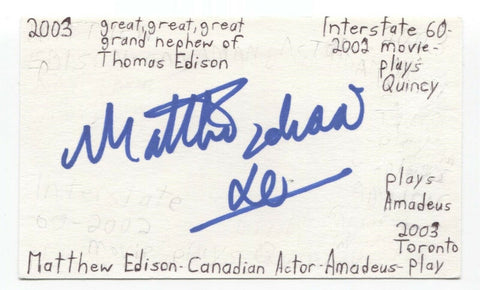 2003
great, great, great
grand nephew of
Thomas Edison
Interstate 60-
2002 movie-
plays
Quincy
Matthew Edison
plays
Amadeus
2003
Toronto
Matthew Edison-Canadian Actor-Amadeus-play